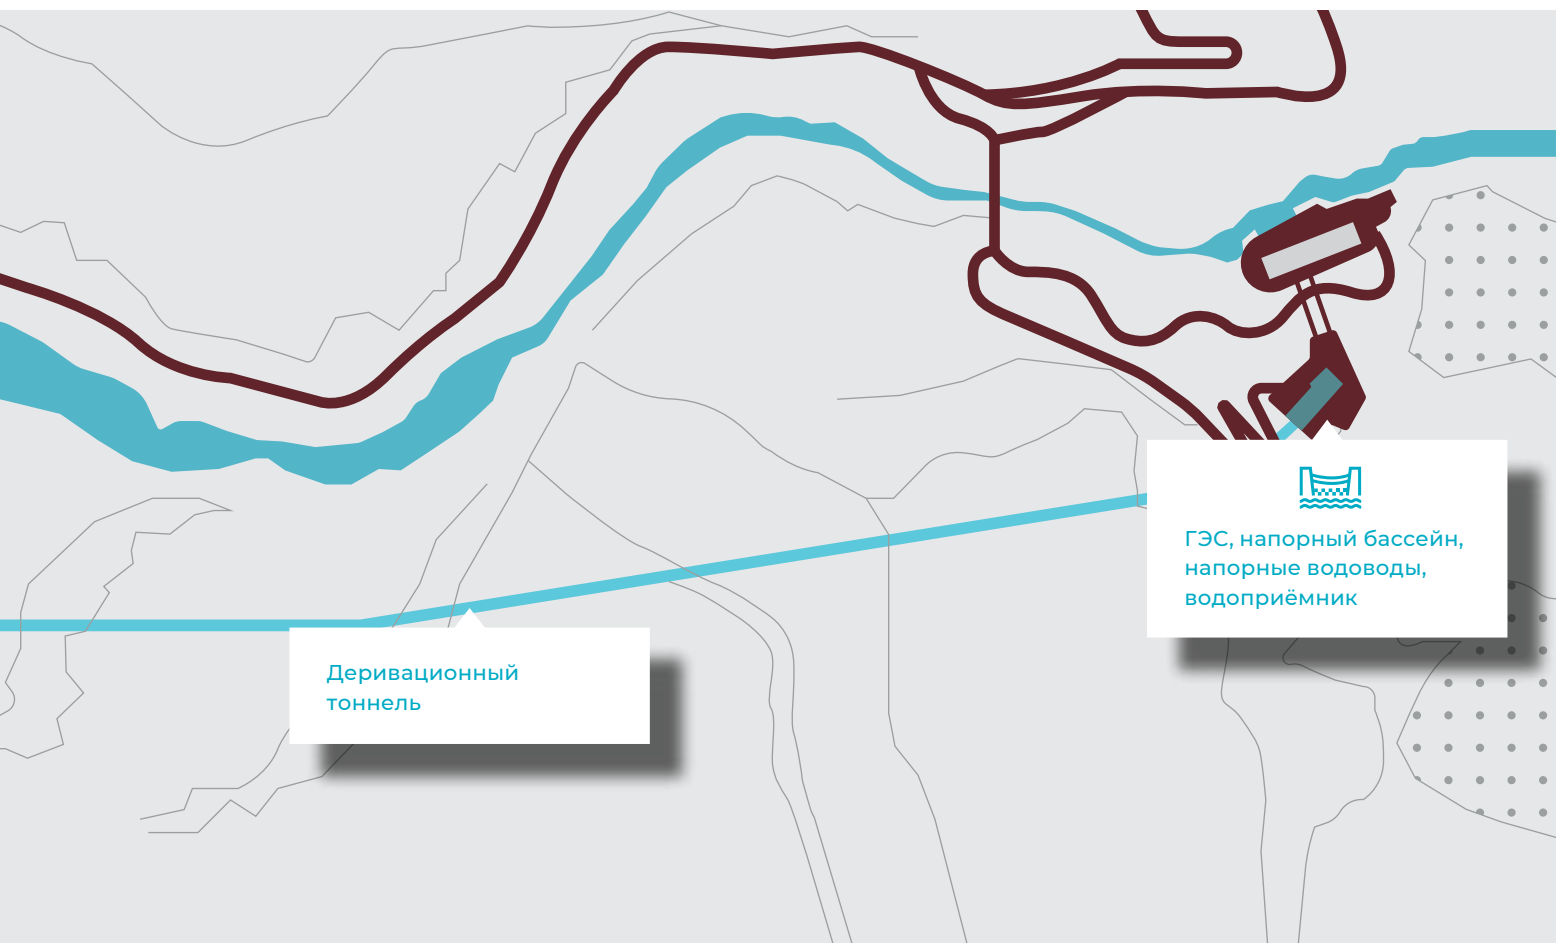 ГЭС, напорный бассейн,
напорные водоводы,
водоприёмник
Деривационный
тоннель